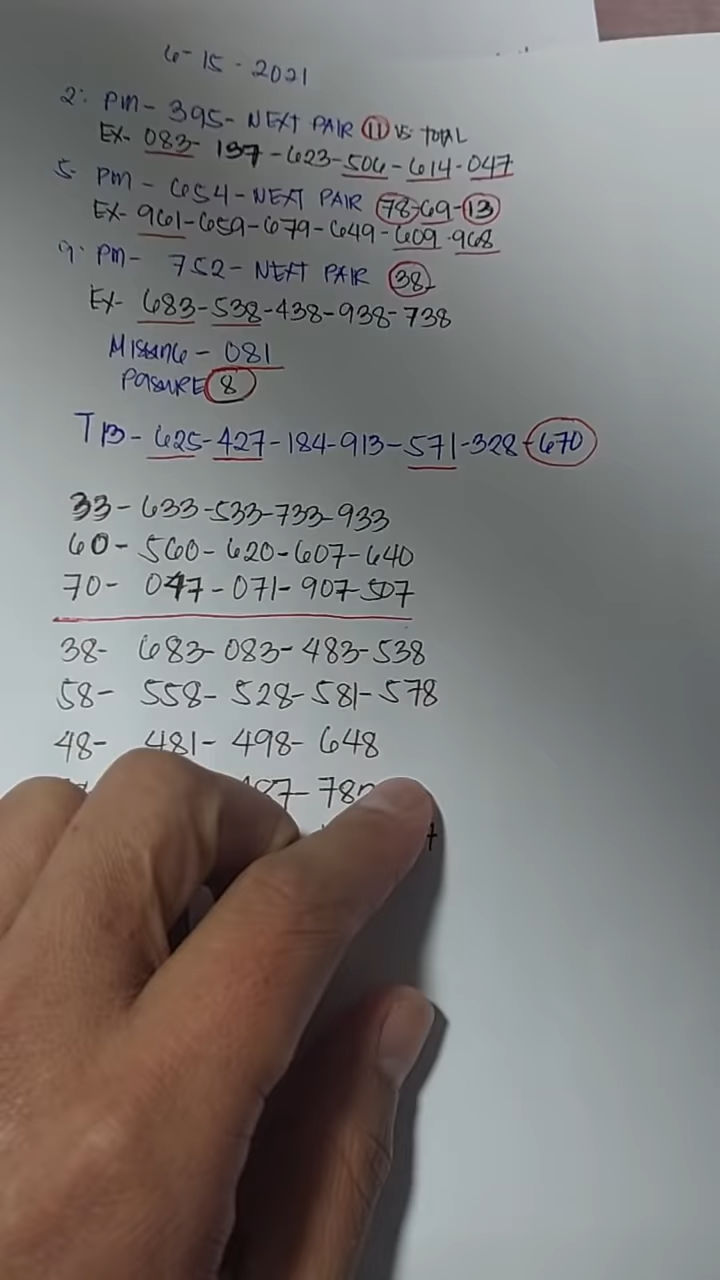 6-15-2021
2: PM- 395- NEXT PAIR 11 VS TOTAL
EX- 083- 137-623-506-614-047
5- PM- 654-NEXT PAIR 78-69-13
EX-961-659-679-649-609-968
9: PM- 752-NEXT PAIR 38
EX- 683-538-438-938-738
- 081
8
TB- 625-427-184-913-571-328-670
33- 633-533-733-933
60- 560-620-607-640
70- 047-071-907-507
38- 683-083-483-538
58- 558-528-581-578
48- 481-498-648